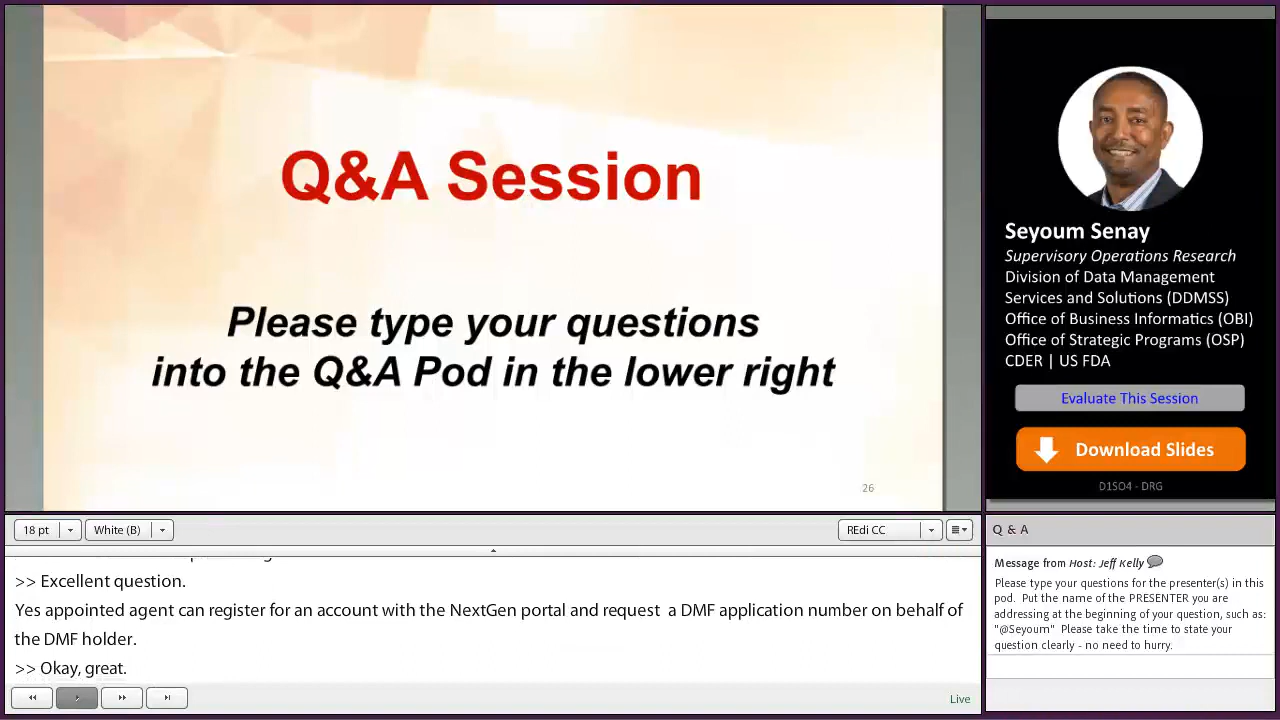 Q&A Session
Please type your questions
into the Q&A Pod in the lower right
26
Seyoum Senay
Supervisory Operations Research
Division of Data Management
Services and Solutions (DDMSS)
Office of Business Informatics (OBI)
Office of Strategic Programs (OSP)
CDER | US FDA
Evaluate This Session
Download Slides
D1SO4 - DRG
18 pt
White (B)
REdi CC
>> Excellent question.
Yes appointed agent can register for an account with the NextGen portal and request  a DMF application number on behalf of
the DMF holder.
>> Okay, great.
Live
Q & A
Message from Host: Jeff Kelly
Please type your questions for the presenter(s) in this
pod.  Put the name of the PRESENTER you are
addressing at the beginning of your question, such as:
"@Seyoum"  Please take the time to state your
question clearly - no need to hurry.